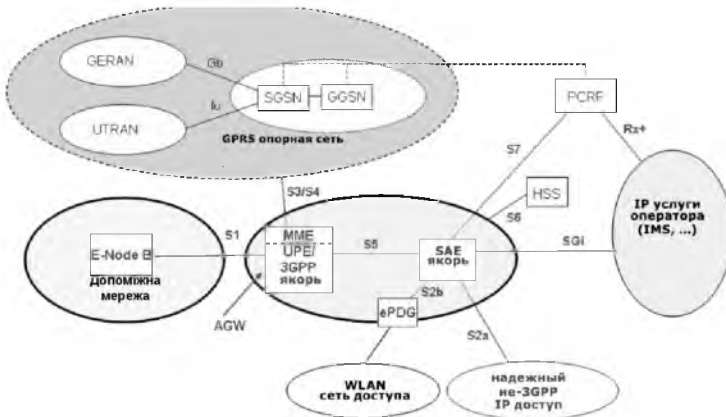 GERAN
Gb
SGSN
GGSN
PCRF
UTRAN
Iu
GPRS опорная сеть
Rx+
S7
S3/S4
HSS
S6
IP услуги
оператора
(IMS, ...)
S1
MME
UPE/
3GPP
якорь
S5
SAE
якорь
SGi
E-Node B
Допоміжна
мережа
AGW
S2b
ePDG
S2a
WLAN
сеть доступа
надежный
не-3GPP
IP доступ